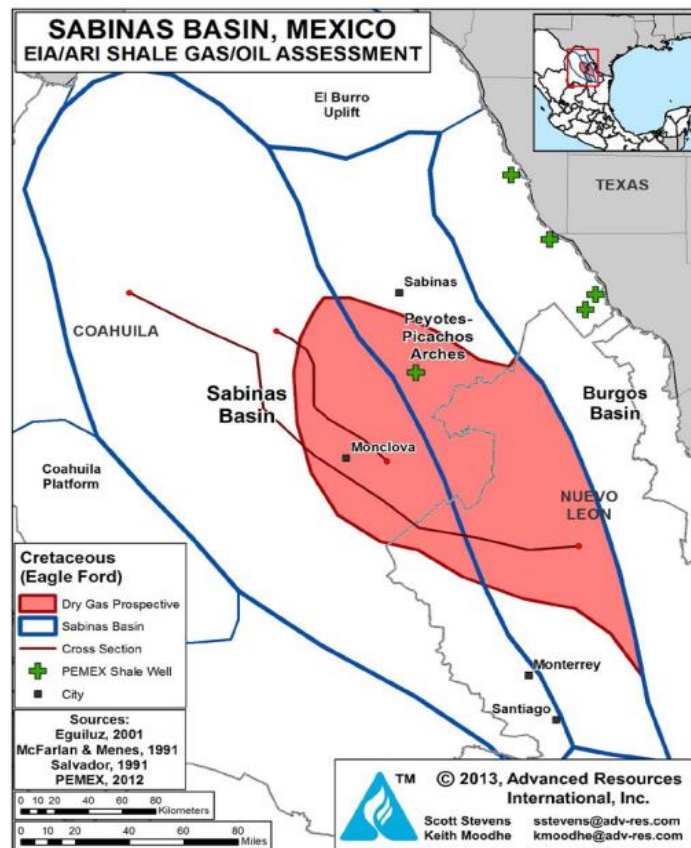 SABINAS BASIN, MEXICO
EIA/ARI SHALE GAS/OIL ASSESSMENT
El Burro
Uplift
TEXAS
Sabinas
COAHUILA
Peyotes-
Picachos
Arches
Sabinas
Basin
Burgos
Basin
Monclova
Coahuila
Platform
NUEVO
LEON
Cretaceous
(Eagle Ford)
Dry Gas Prospective
Sabinas Basin
Cross Section
PEMEX Shale Well
City
Monterrey
Santiago
Sources:
Eguiluz, 2001
McFarlan & Menes, 1991
Salvador, 1991
PEMEX, 2012
0 10 20 40 60 80
Kilometers
0 10 20 40 60 80
Miles
TM
© 2013, Advanced Resources
International, Inc.
Scott Stevens sstevens@adv-res.com
Keith Moodhe kmoodhe@adv-res.com